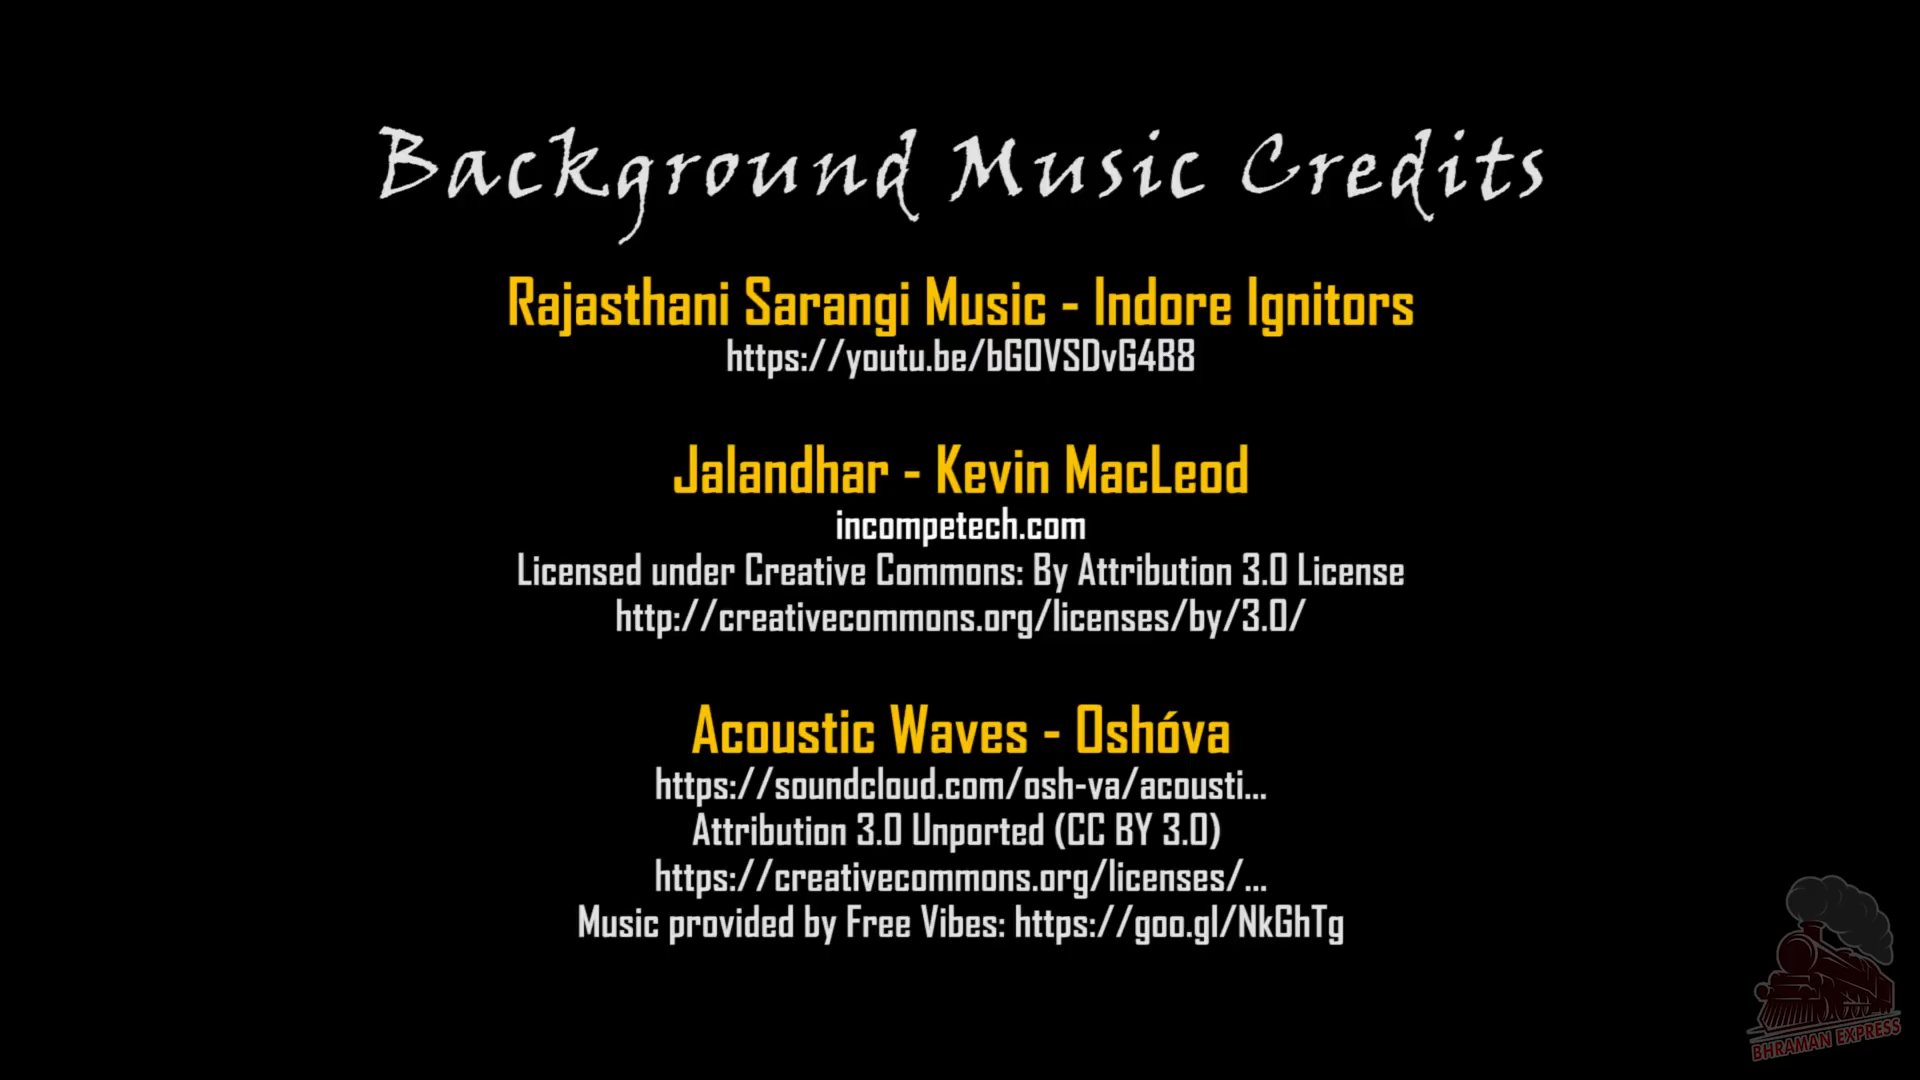 Background Music Credits
Rajasthani Sarangi Music - Indore Ignitors
https://youtu.be/bG0VSDvG4B8
Jalandhar - Kevin MacLeod
incompetech.com
Licensed under Creative Commons: By Attribution 3.0 License
http://creativecommons.org/licenses/by/3.0/
Acoustic Waves - Oshóva
https://soundcloud.com/osh-va/acousti...
Attribution 3.0 Unported (CC BY 3.0)
https://creativecommons.org/licenses/...
Music provided by Free Vibes: https://goo.gl/NkGhTg
BHRAMAN EXPRESS